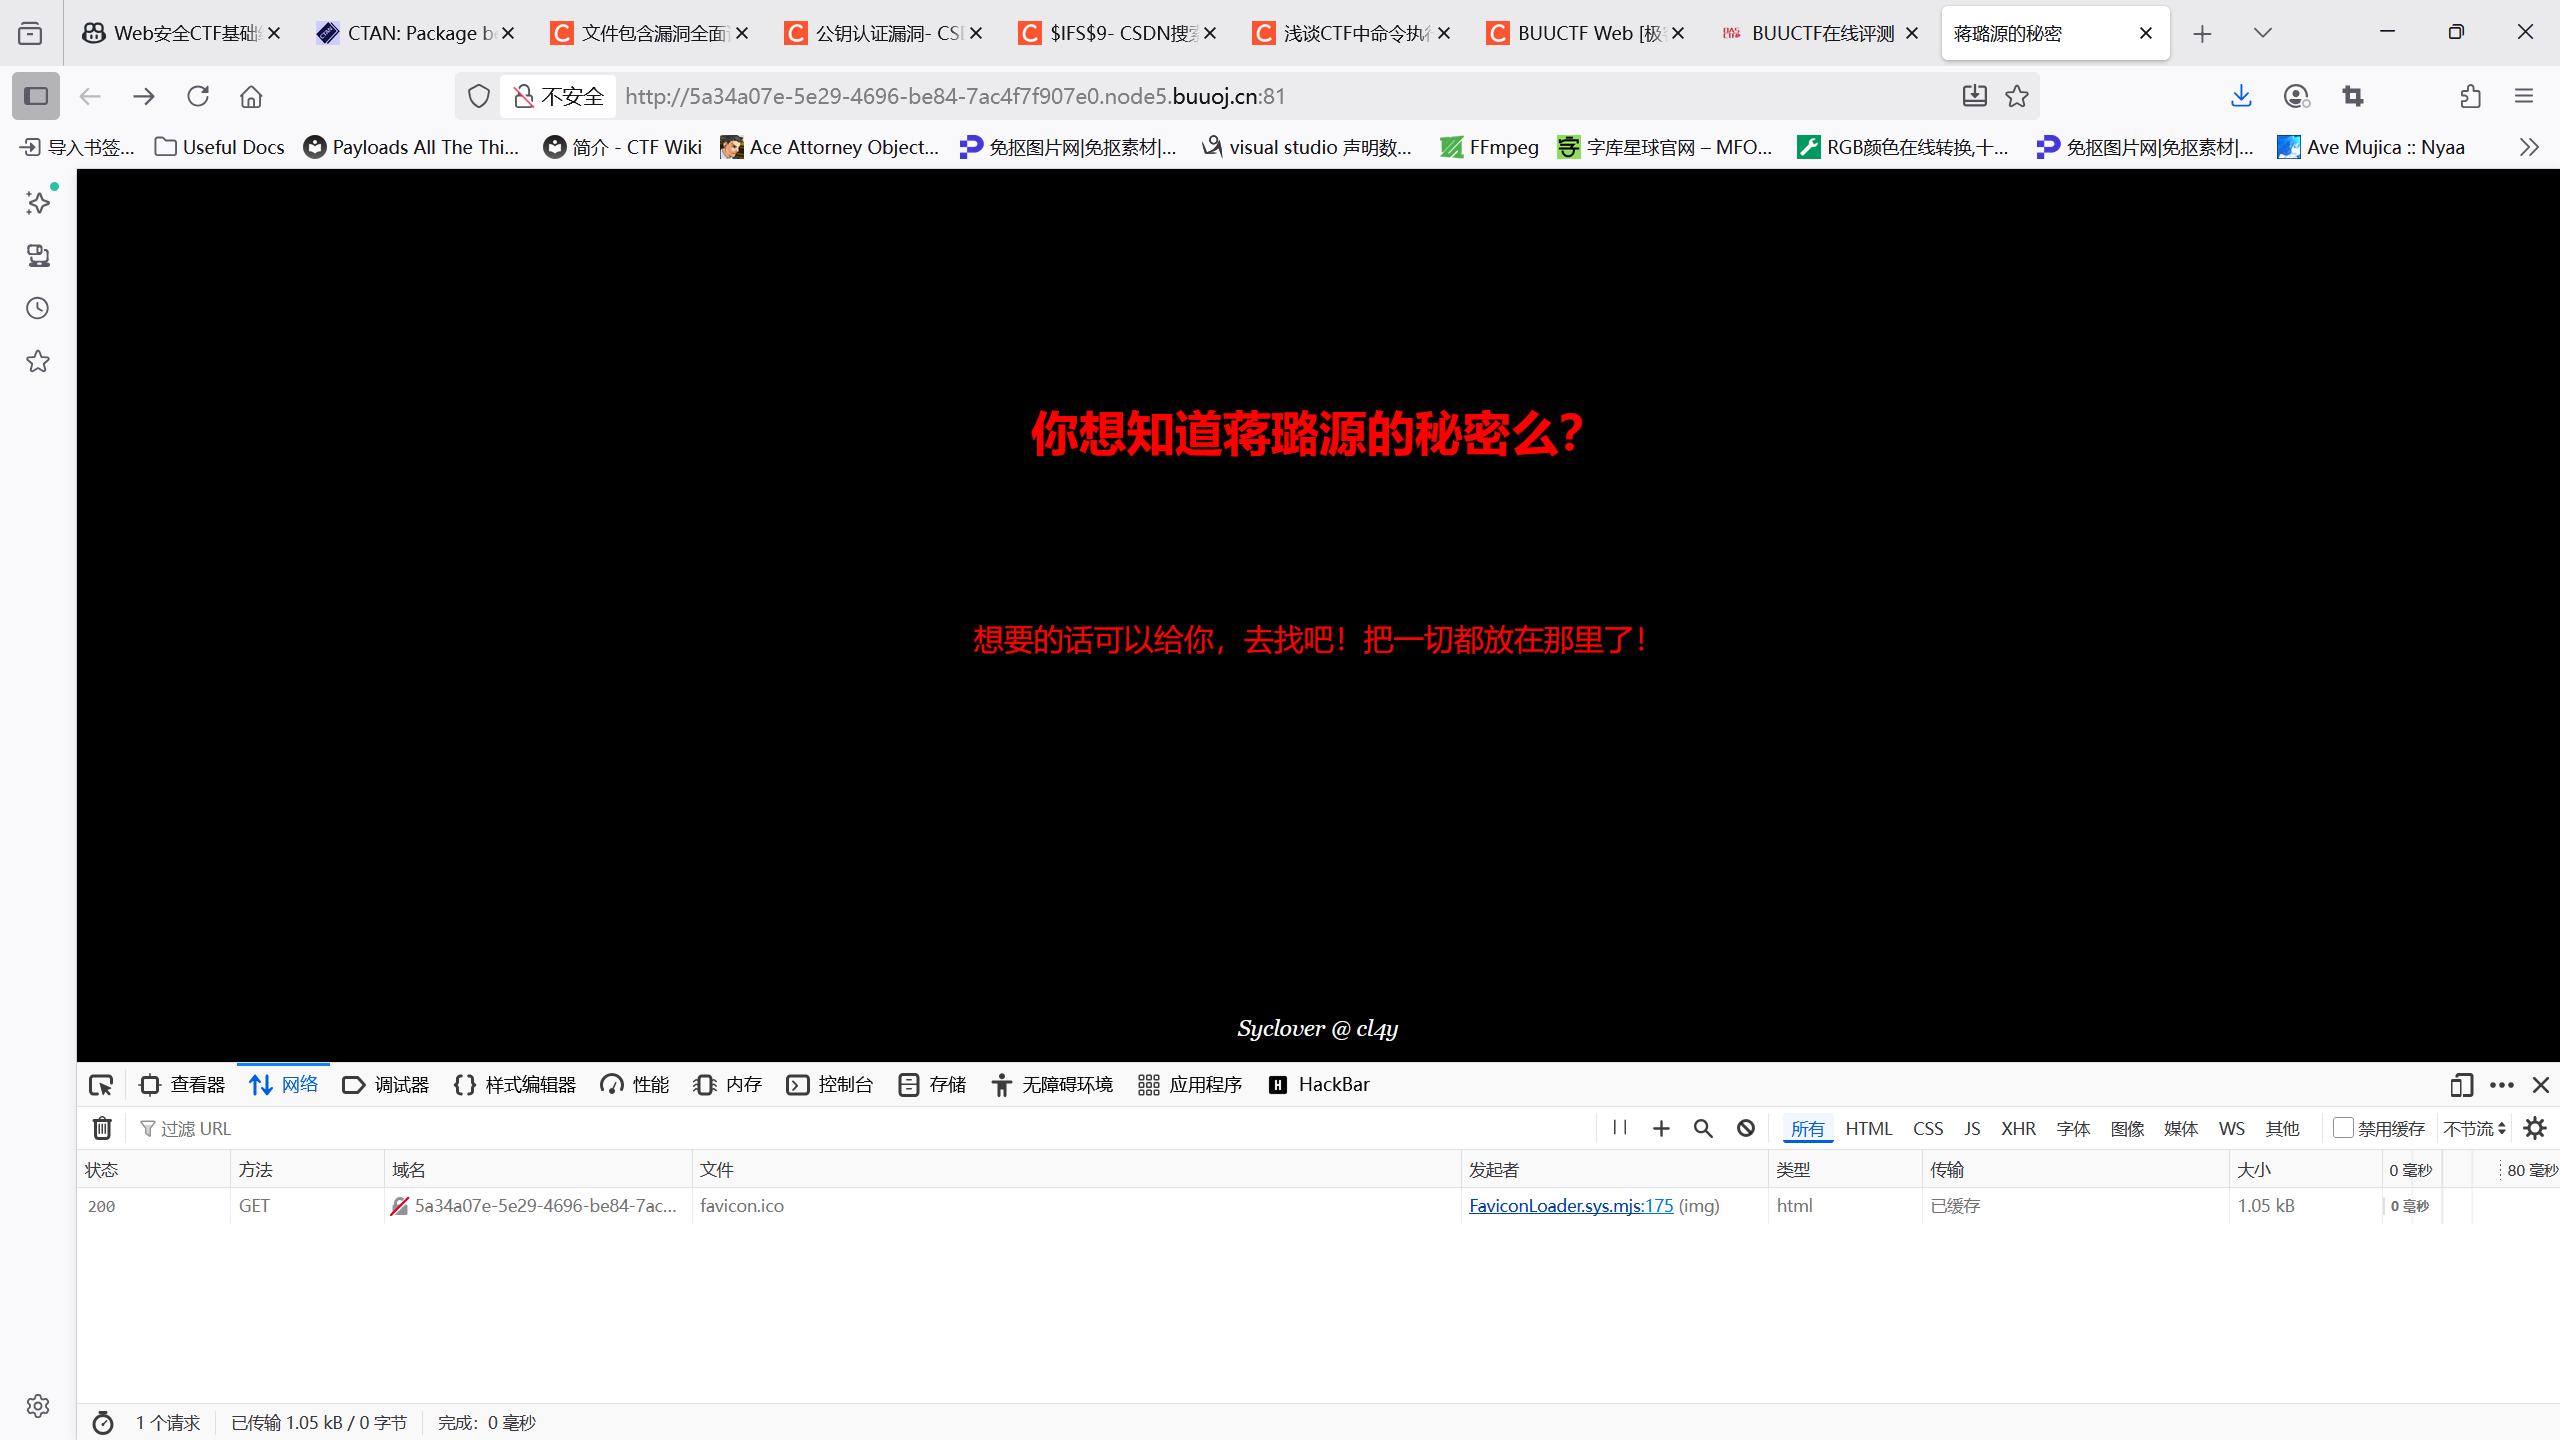 Web安全CTF基础
CTAN: Package b
文件包含漏洞全面
公钥认证漏洞- CS
$IFS$9- CSDN搜
浅谈CTF中命令执行
BUUCTF Web [极
BUUCTF在线评测
蒋璐源的秘密
不安全
http://5a34a07e-5e29-4696-be84-7ac4f7f907e0.node5.buuoj.cn:81
导入书签...
Useful Docs
Payloads All The Thi...
简介 - CTF Wiki
Ace Attorney Object...
免抠图片网|免抠素材|...
visual studio 声明数...
FFmpeg
字库星球官网 – MFO...
RGB颜色在线转换,十...
免抠图片网|免抠素材|...
Ave Mujica :: Nyaa
你想知道蒋璐源的秘密么？
想要的话可以给你，去找吧！把一切都放在那里了！
Syclover @ cl4y
查看器
网络
调试器
样式编辑器
性能
内存
控制台
存储
无障碍环境
应用程序
HackBar
过滤 URL
所有
HTML
CSS
JS
XHR
字体
图像
媒体
WS
其他
禁用缓存
不节流
状态
方法
域名
文件
发起者
类型
传输
大小
0 毫秒
80 毫秒
200
GET
5a34a07e-5e29-4696-be84-7ac...
favicon.ico
FaviconLoader.sys.mjs:175 (img)
html
已缓存
1.05 kB
0 毫秒
1 个请求
已传输 1.05 kB / 0 字节
完成：0 毫秒